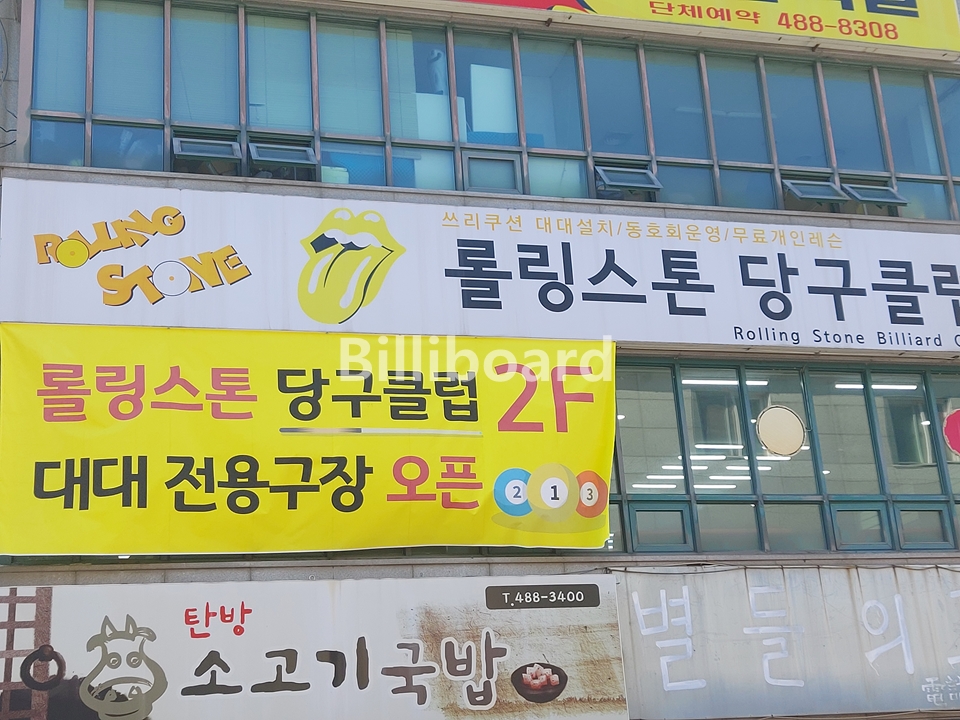 단체예약 488-8308
ROLLING
STONE
쓰리쿠션 대대설치/동호회운영/무료개인레슨
롤링스톤 당구클럽
Rolling Stone Billiard
Billiboard
롤링스톤 당구클럽 2F
대대 전용구장 오픈 2 1 3
T.488-3400
탄방
소고기국밥
별들의